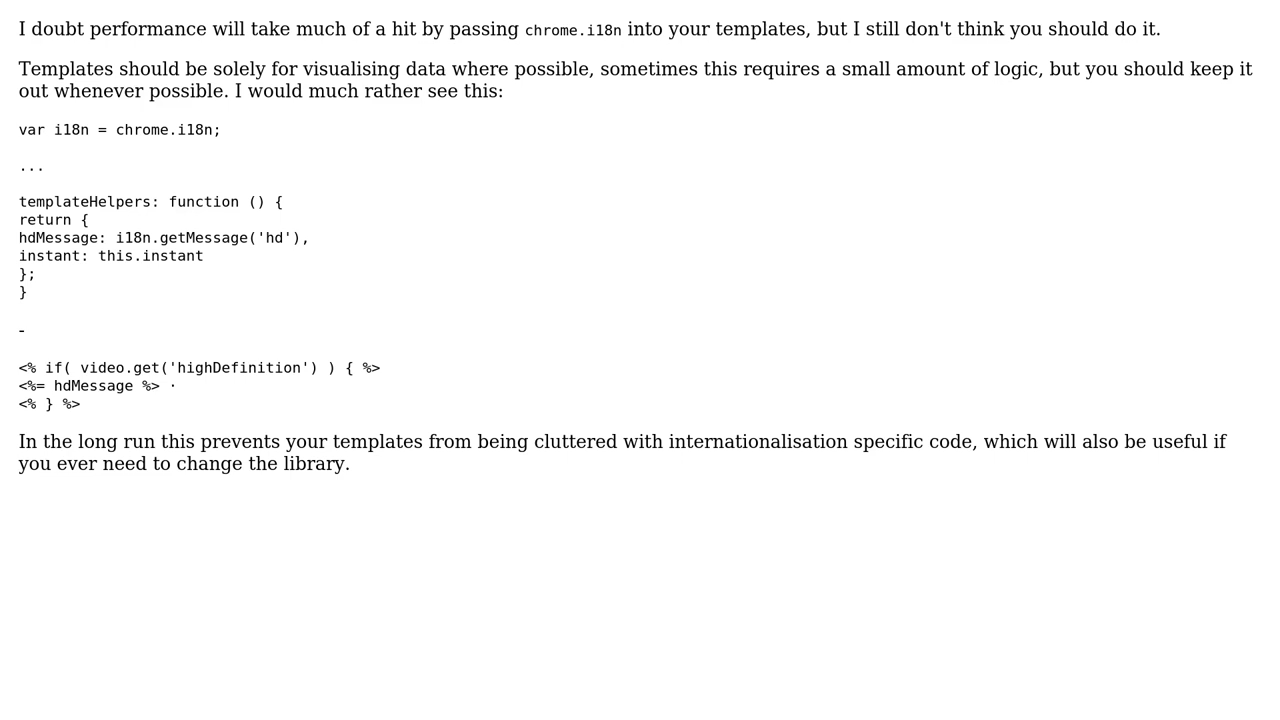 I doubt performance will take much of a hit by passing chrome.i18n into your templates, but I still don't think you should do it.
Templates should be solely for visualising data where possible, sometimes this requires a small amount of logic, but you should keep it
out whenever possible. I would much rather see this:
var i18n = chrome.i18n;
...
templateHelpers: function () {
return {
hdMessage: i18n.getMessage('hd'),
instant: this.instant
};
}
-
<% if( video.get('highDefinition') ) { %>
<%= hdMessage %> ·
<% } %>
In the long run this prevents your templates from being cluttered with internationalisation specific code, which will also be useful if
you ever need to change the library.